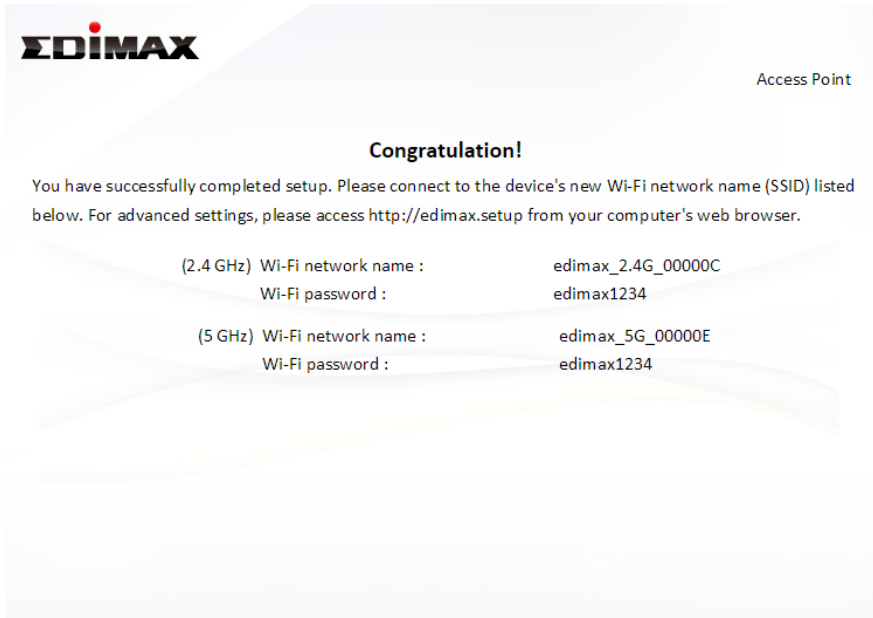 EDIMAX
Access Point
Congratulation!
You have successfully completed setup. Please connect to the device's new Wi-Fi network name (SSID) listed
below. For advanced settings, please access http://edimax.setup from your computer's web browser.
(2.4 GHz) Wi-Fi network name : edimax_2.4G_00000C
Wi-Fi password : edimax1234
(5 GHz) Wi-Fi network name : edimax_5G_00000E
Wi-Fi password : edimax1234